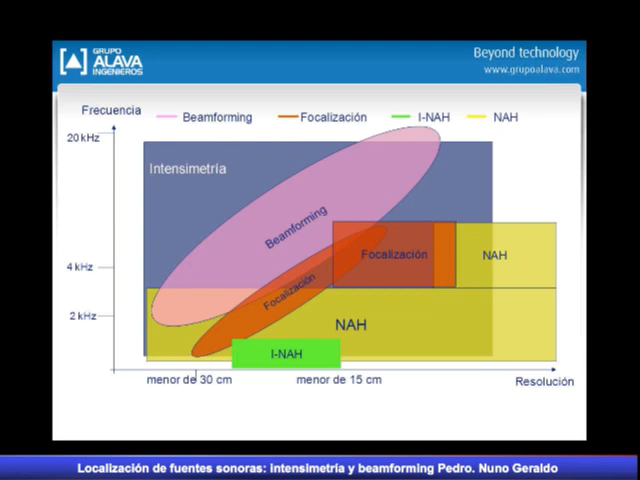 GRUPO
ALAVA
INGENIEROS
Beyond technology
www.grupoalava.com
Frecuencia
Beamforming
Focalización
I-NAH
NAH
20 kHz
Intensimetría
Beamforming
Focalización
NAH
4 kHz
Focalización
2 kHz
NAH
I-NAH
menor de 30 cm
menor de 15 cm
Resolución
Localización de fuentes sonoras: intensimetría y beamforming Pedro. Nuno Geraldo